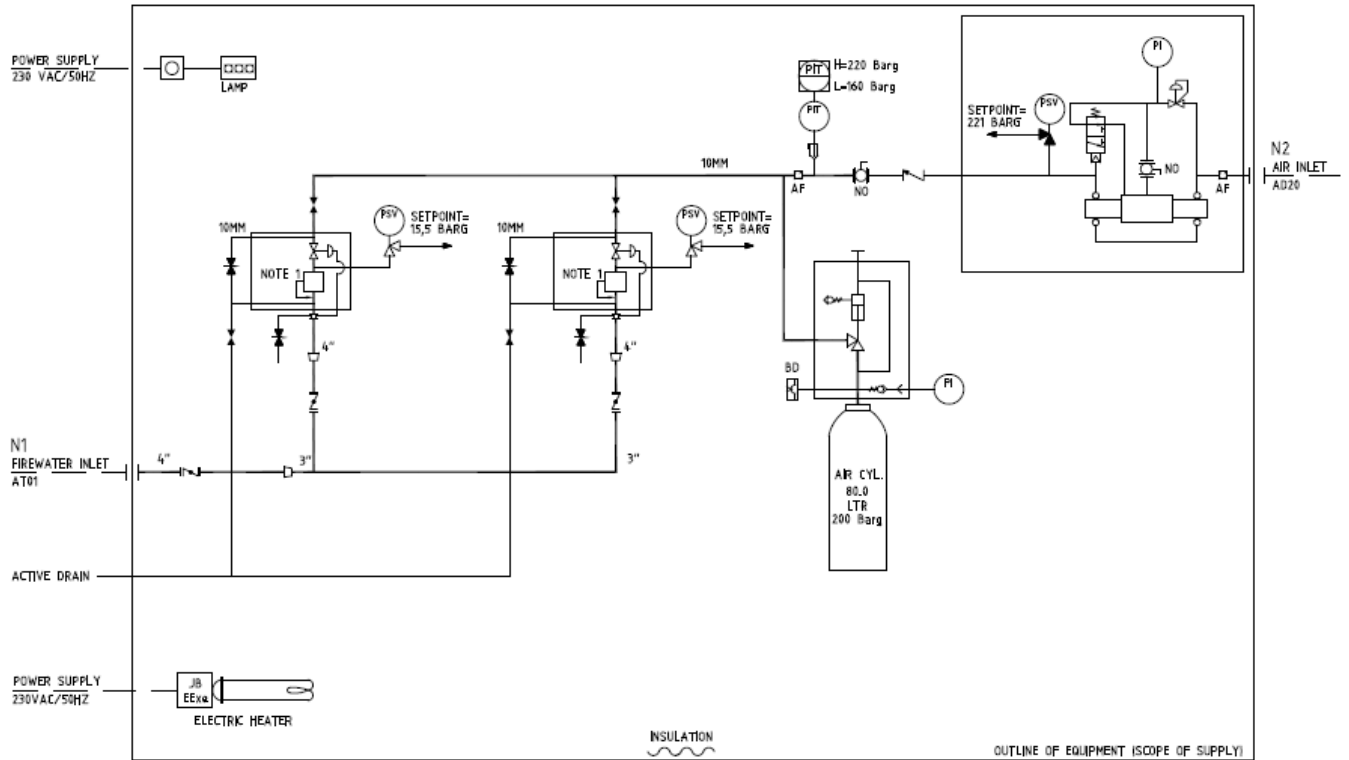 POWER SUPPLY
230 VAC/50HZ
LAMP
PIT
H=220 Barg
L=160 Barg
PIT
PI
PSV
SETPOINT=
221 BARG
NO
N2
AIR INLET
AD20
AF
10MM
AF
NO
10MM
PSV
SETPOINT=
15,5 BARG
NOTE 1
4"
10MM
PSV
SETPOINT=
15,5 BARG
NOTE 1
4"
BD
PI
AIR CYL.
80.0
LTR
200 Barg
N1
FIREWATER INLET
AT01
4"
3"
3"
ACTIVE DRAIN
POWER SUPPLY
230VAC/50HZ
JB
EExe
ELECTRIC HEATER
INSULATION
OUTLINE OF EQUIPMENT (SCOPE OF SUPPLY)